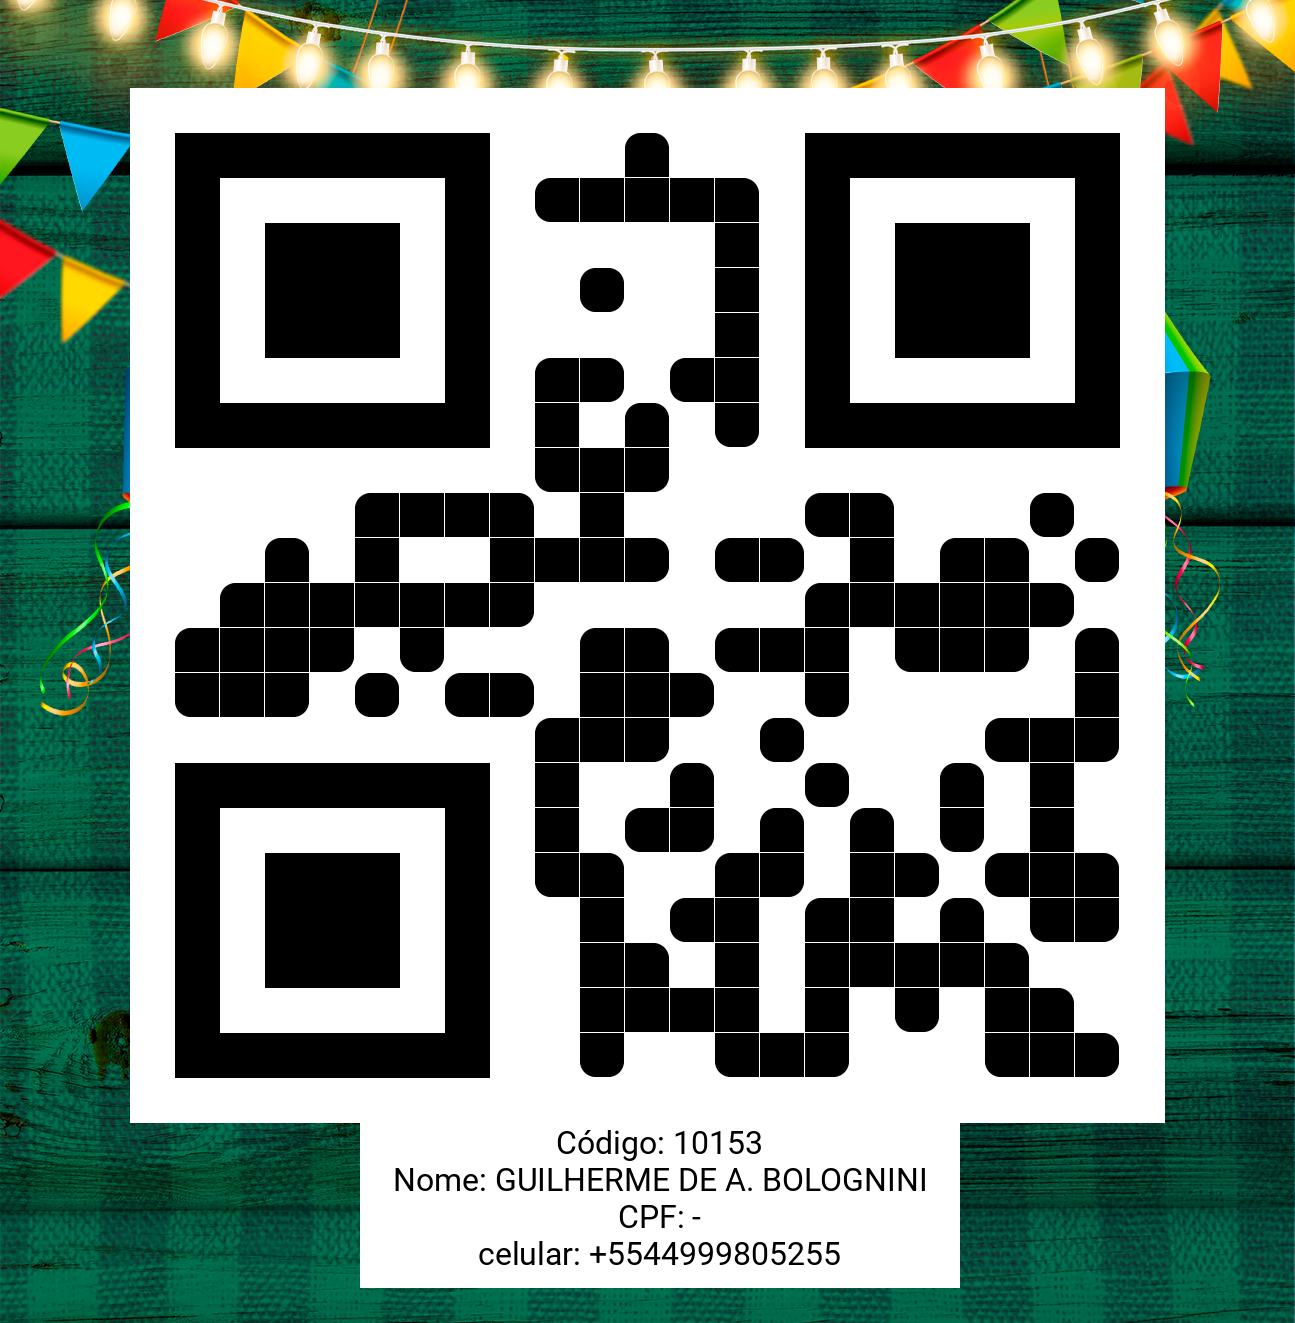 Código: 10153
Nome: GUILHERME DE A. BOLOGNINI
CPF: -
celular: +5544999805255